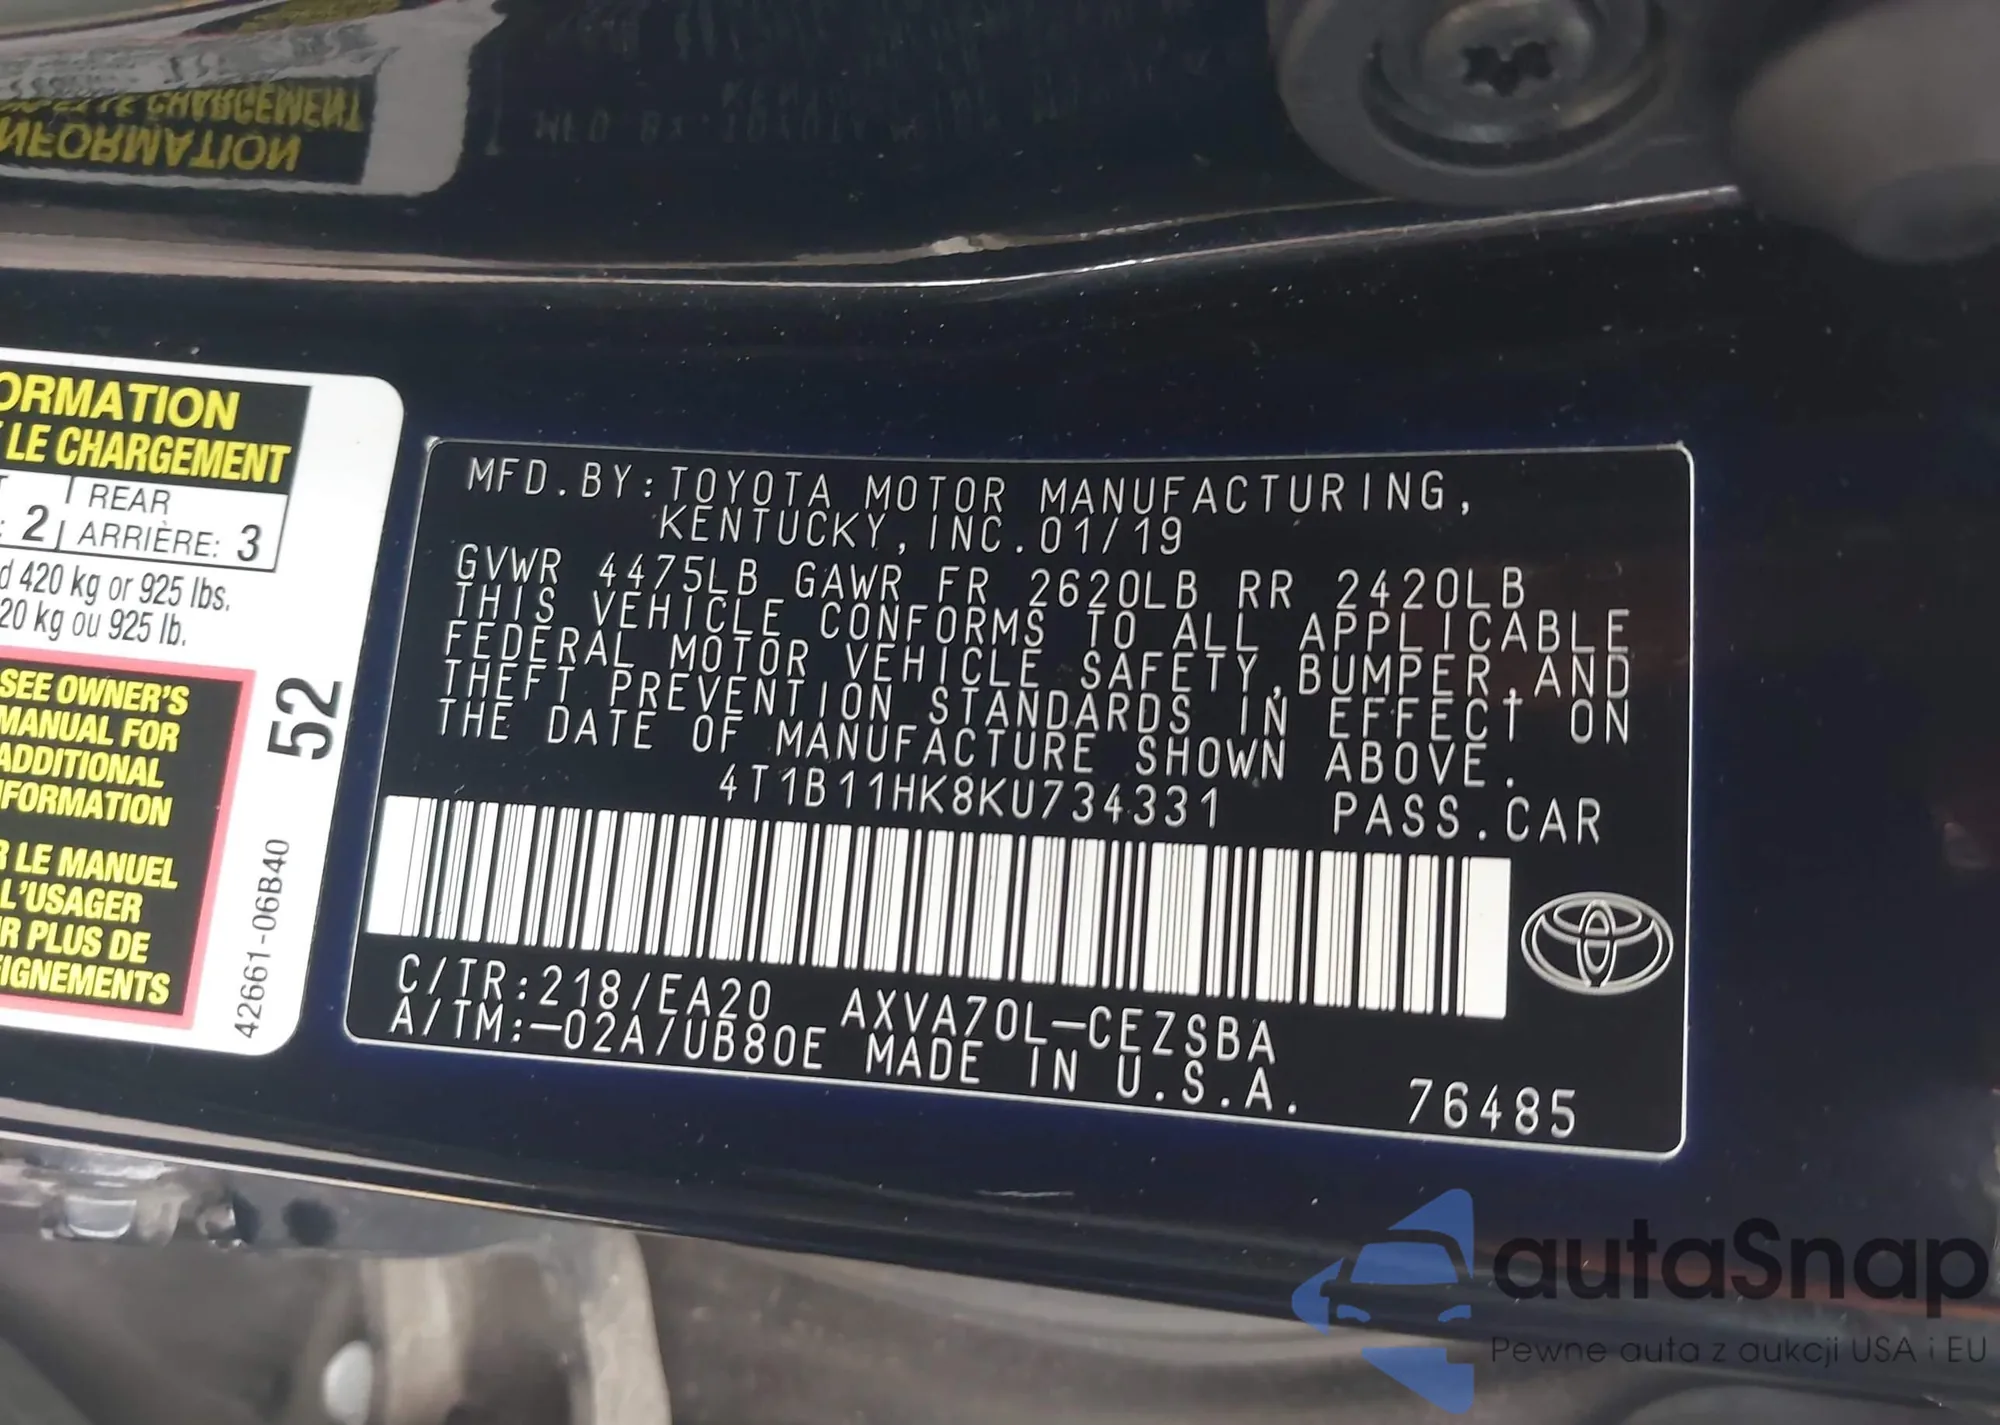 ORMATION
LE CHARGEMENT
REAR
: 2 ARRIÈRE: 3
d 420 kg or 925 lbs.
20 kg ou 925 lb.
SEE OWNER'S
MANUAL FOR
ADDITIONAL
FORMATION
R LE MANUEL
L'USAGER
R PLUS DE
EIGNEMENTS
52
42661-06B40
MFD.BY:TOYOTA MOTOR MANUFACTURING,
KENTUCKY,INC.01/19
GVWR 4475LB GAWR FR 2620LB RR 2420LB
THIS VEHICLE CONFORMS TO ALL APPLICABLE
FEDERAL MOTOR VEHICLE SAFETY,BUMPER,AND
THEFT PREVENTION STANDARDS IN EFFECT ON
THE DATE OF MANUFACTURE SHOWN ABOVE.
4T1B11HK8KU734331 PASS.CAR
C/TR:218/EA20 AXVA70L-CEZSBA
A/TM:-02A/UB80E MADE IN U.S.A. 76485
autaSnap
Pewne auta z aukcji USA i EU